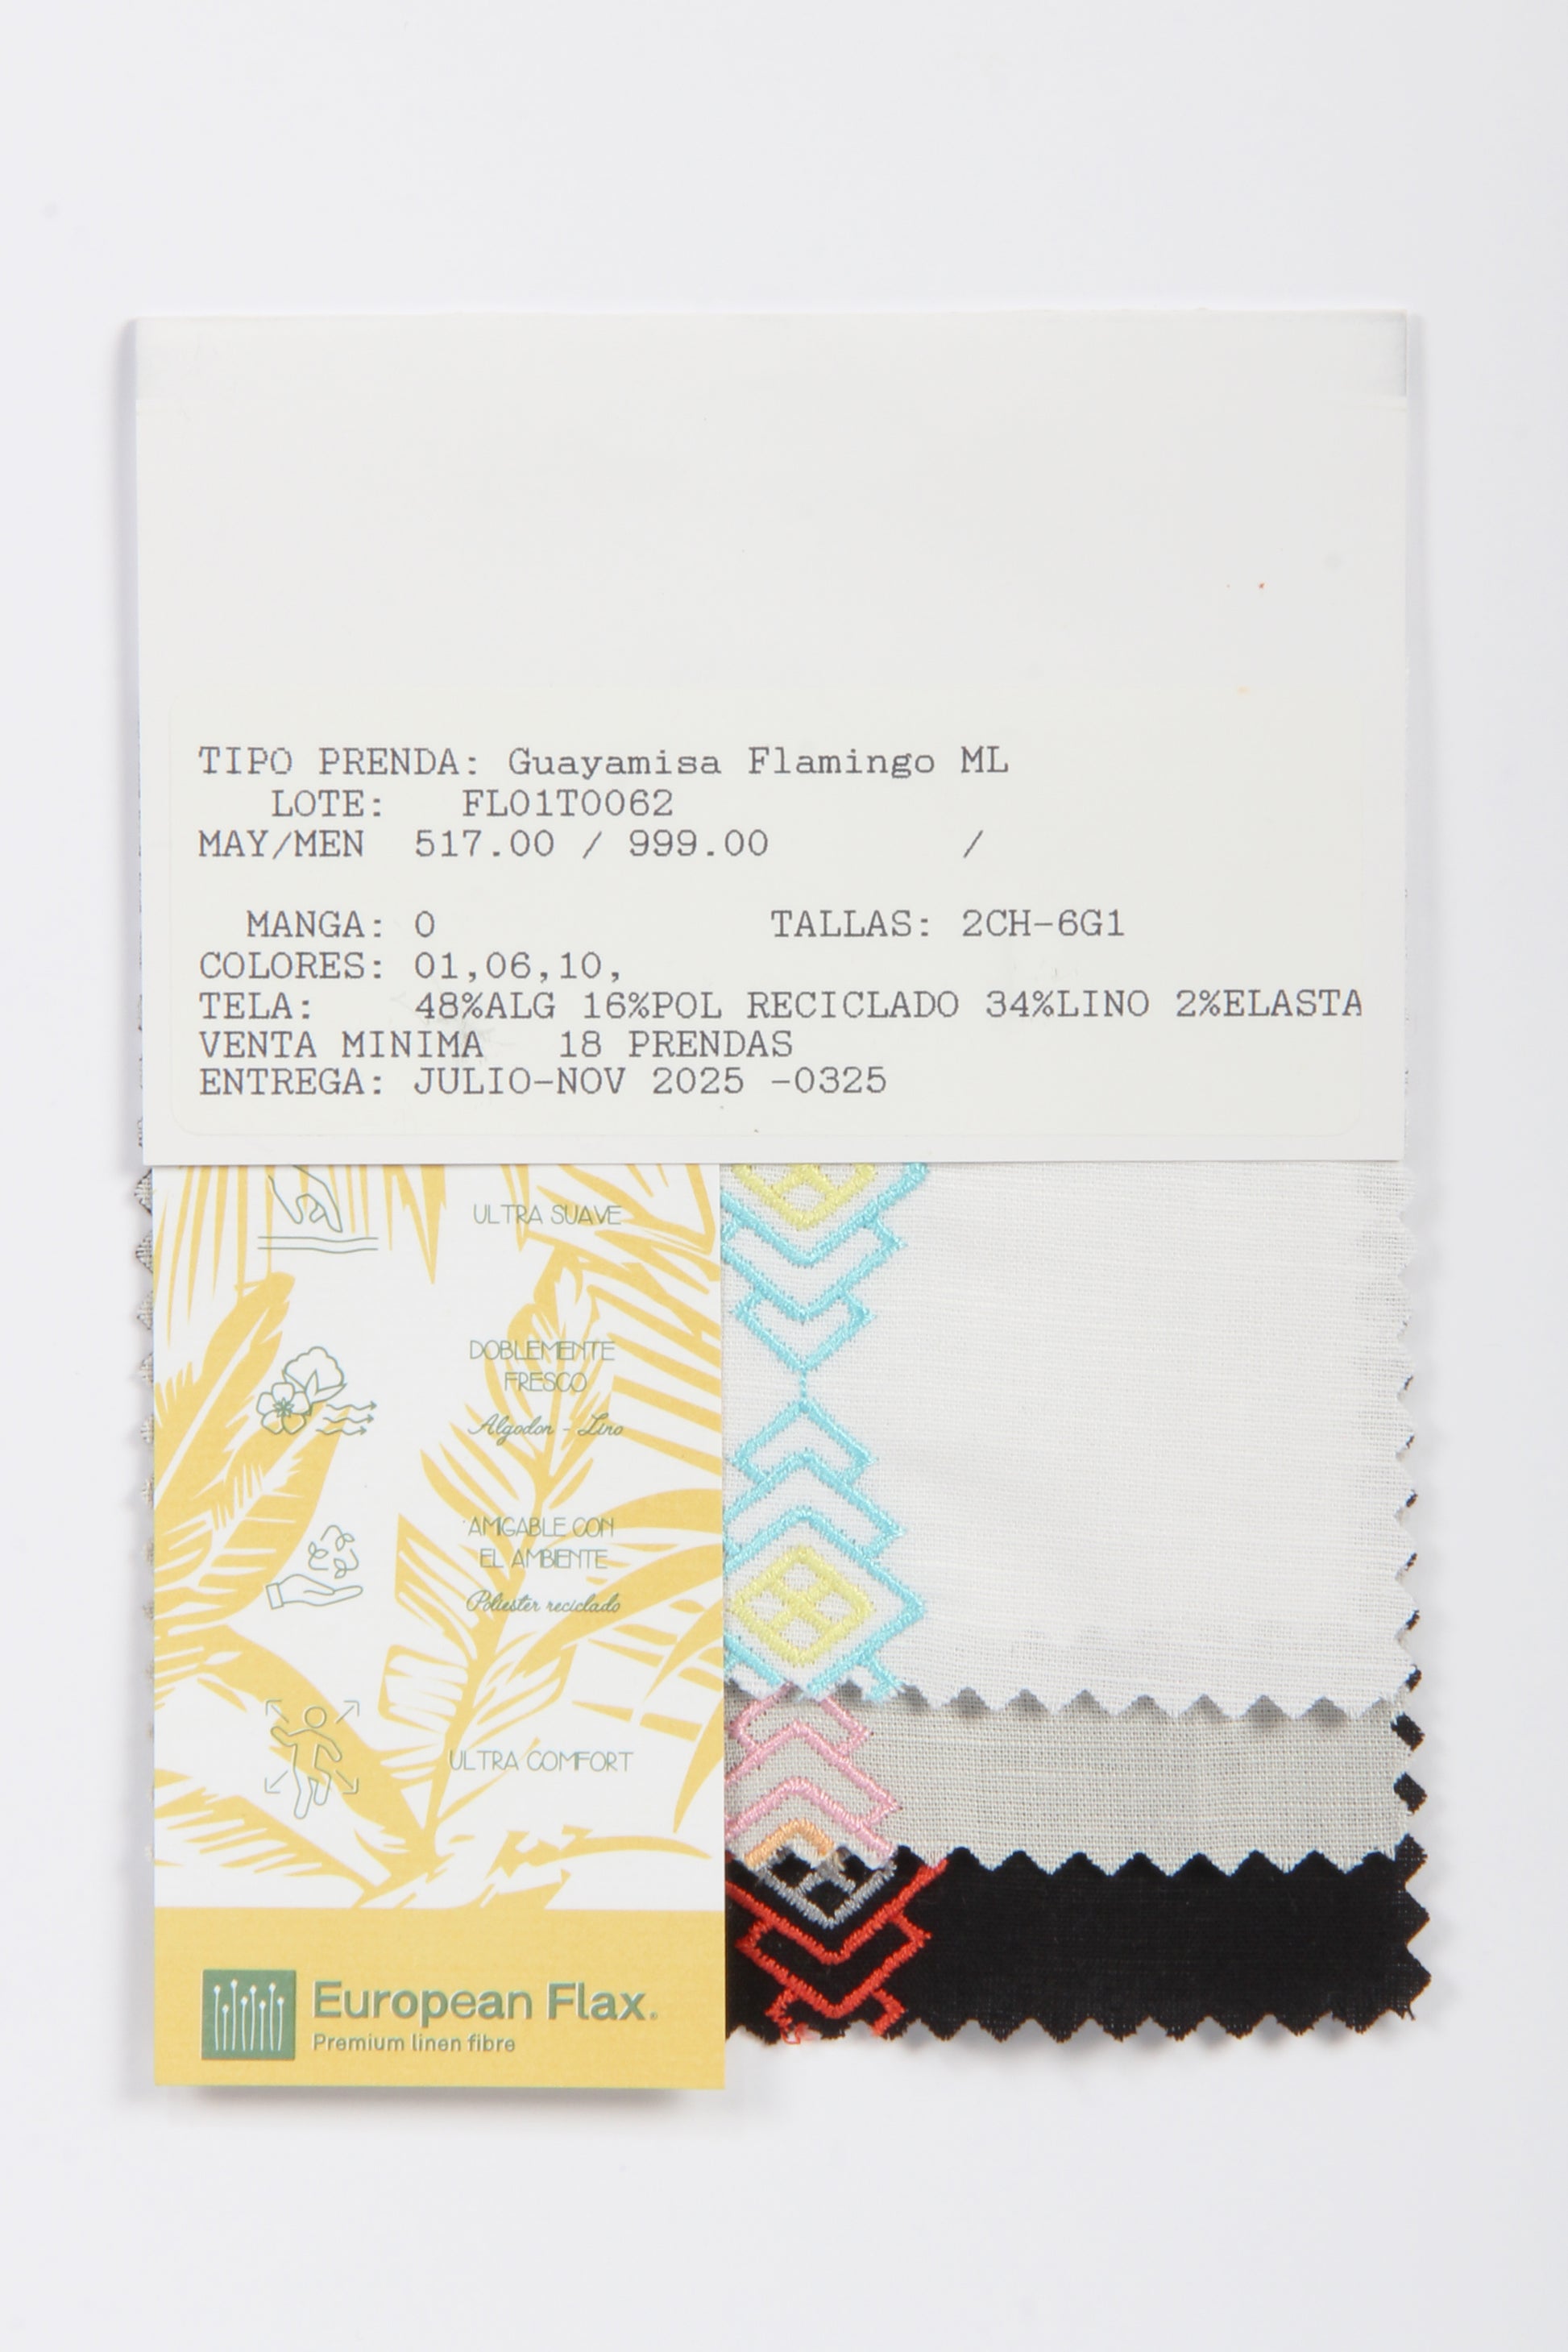 TIPO PRENDA: Guayamisa Flamingo ML
LOTE: FL01T0062
MAY/MEN 517.00 / 999.00 /
MANGA: 0 TALLAS: 2CH-6G1
COLORES: 01,06,10,
TELA: 48%ALG 16%POL RECICLADO 34%LINO 2%ELASTA
VENTA MINIMA 18 PRENDAS
ENTREGA: JULIO-NOV 2025 -0325
ULTRA SUAVE
DOBLEMENTE
FRESCO
Algodon - Lino
AMIGABLE CON
EL AMBIENTE
Poliester reciclado
ULTRA COMFORT
European Flax.
Premium linen fibre